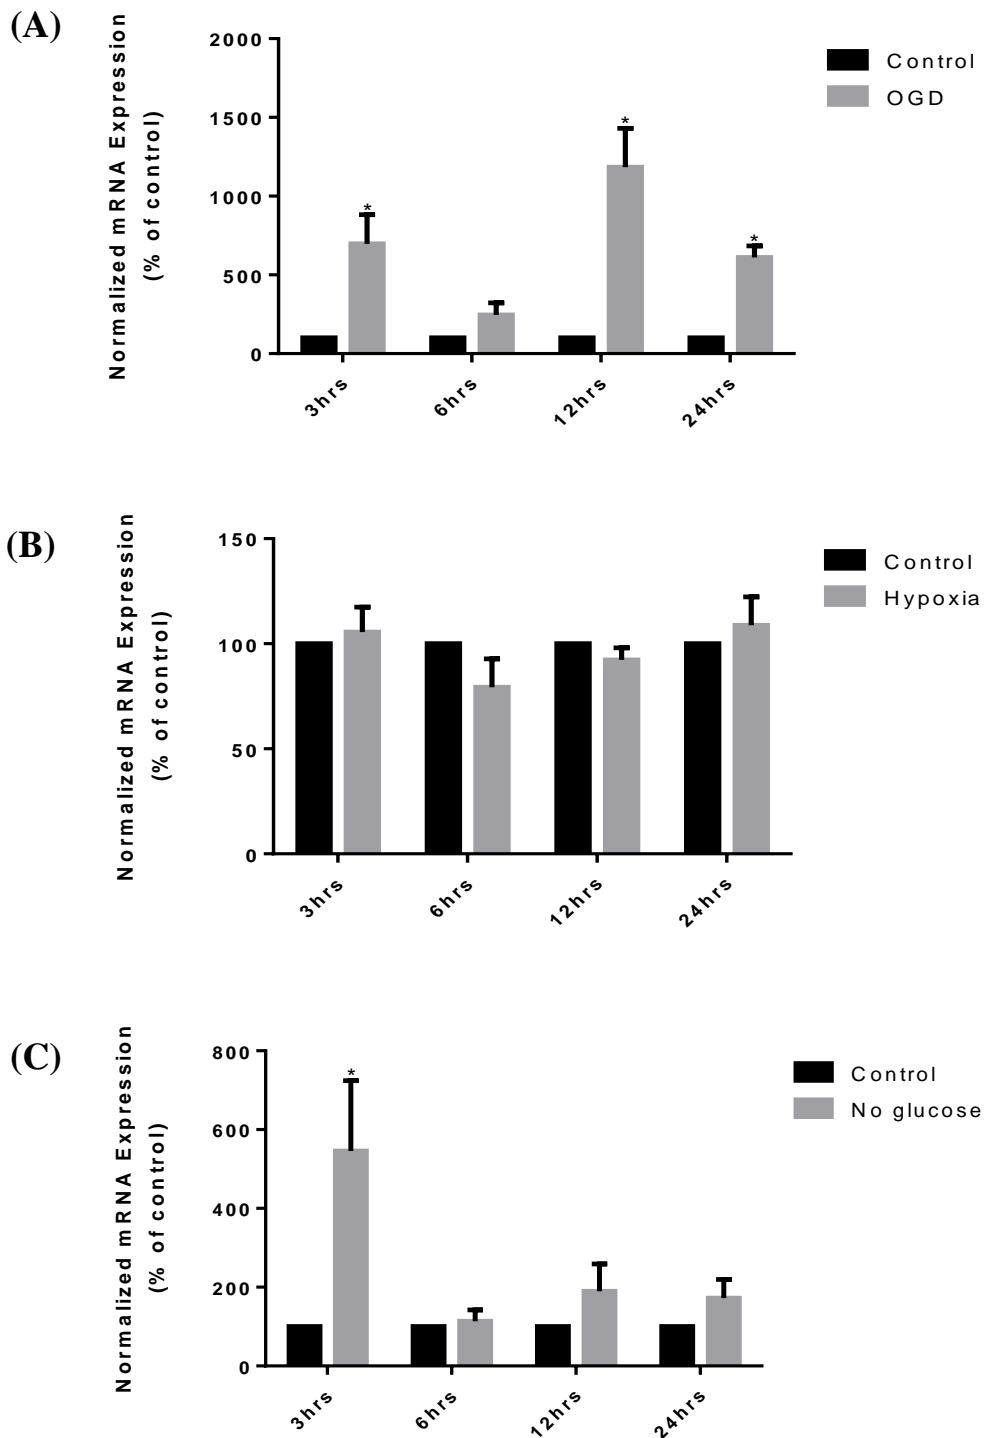 (A)
Normalized mRNA Expression
(% of control)
2000
1500
1000
500
0
*
*
*
3hrs
6hrs
12hrs
24hrs
Control
OGD
(B)
Normalized mRNA Expression
(% of control)
150
100
50
0
3hrs
6hrs
12hrs
24hrs
Control
Hypoxia
(C)
Normalized mRNA Expression
(% of control)
800
600
400
200
0
*
3hrs
6hrs
12hrs
24hrs
Control
No glucose